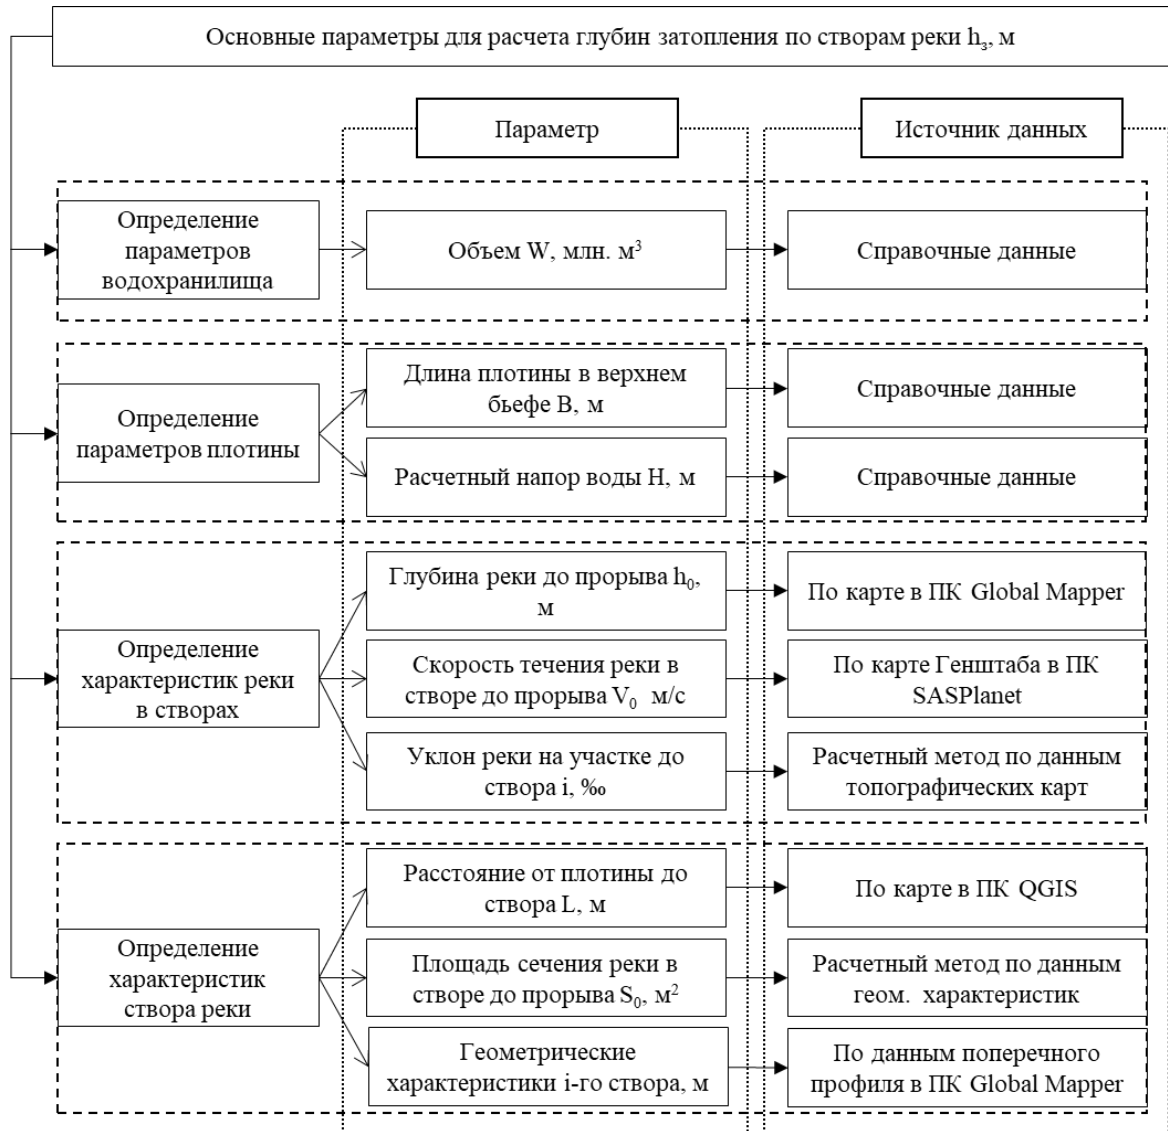 Основные параметры для расчета глубин затопления по створам реки hз, м
Параметр
Источник данных
Определение
параметров
водохранилища
Объем W, млн. м³
Справочные данные
Определение
параметров плотины
Длина плотины в верхнем
бьефе B, м
Справочные данные
Расчетный напор воды H, м
Справочные данные
Определение
характеристик реки
в створах
Глубина реки до прорыва h₀,
м
По карте в ПК Global Mapper
Скорость течения реки в
створе до прорыва V₀ м/с
По карте Генштаба в ПК
SASPlanet
Уклон реки на участке до
створа i, ‰
Расчетный метод по данным
топографических карт
Определение
характеристик
створа реки
Расстояние от плотины до
створа L, м
По карте в ПК QGIS
Площадь сечения реки в
створе до прорыва S₀, м²
Расчетный метод по данным
геом. характеристик
Геометрические
характеристики i-го створа, м
По данным поперечного
профиля в ПК Global Mapper